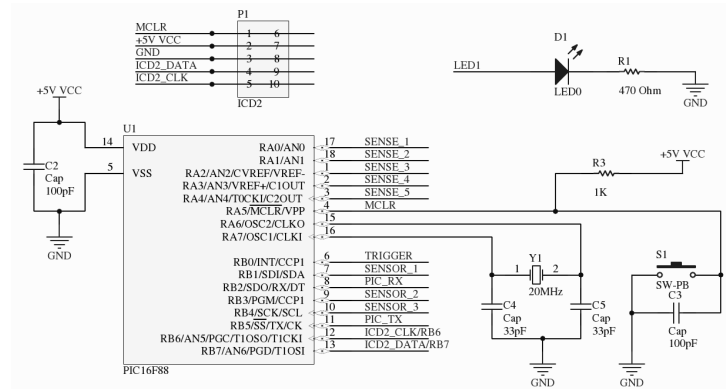 P1
MCLR 1 6
+5V VCC 2 7
GND 3 8
ICD2_DATA 4 9
ICD2_CLK 5 10
ICD2
D1
LED1
LED0
R1
470 Ohm
GND
+5V VCC
C2
Cap
100pF
GND
U1
14 VDD
5 VSS
RA0/AN0 17 SENSE_1
RA1/AN1 18 SENSE_2
RA2/AN2/CVREF/VREF- 1 SENSE_3
RA3/AN3/VREF+/C1OUT 2 SENSE_4
RA4/AN4/T0CKI/C2OUT 3 SENSE_5
RA5/MCLR/VPP 4 MCLR
RA6/OSC2/CLKO 15
RA7/OSC1/CLKI 16
RB0/INT/CCP1 6 TRIGGER
RB1/SDI/SDA 7 SENSOR_1
RB2/SDO/RX/DT 8 PIC_RX
RB3/PGM/CCP1 9 SENSOR_2
RB4/SCK/SCL 10 SENSOR_3
RB5/SS/TX/CK 11 PIC_TX
RB6/AN5/PGC/T1OSO/T1CKI 12 ICD2_CLK/RB6
RB7/AN6/PGD/T1OSI 13 ICD2_DATA/RB7
PIC16F88
R3
1K
+5V VCC
Y1
1 2
20MHz
C4
Cap
33pF
C5
Cap
33pF
GND
S1
SW-PB
C3
Cap
100pF
GND